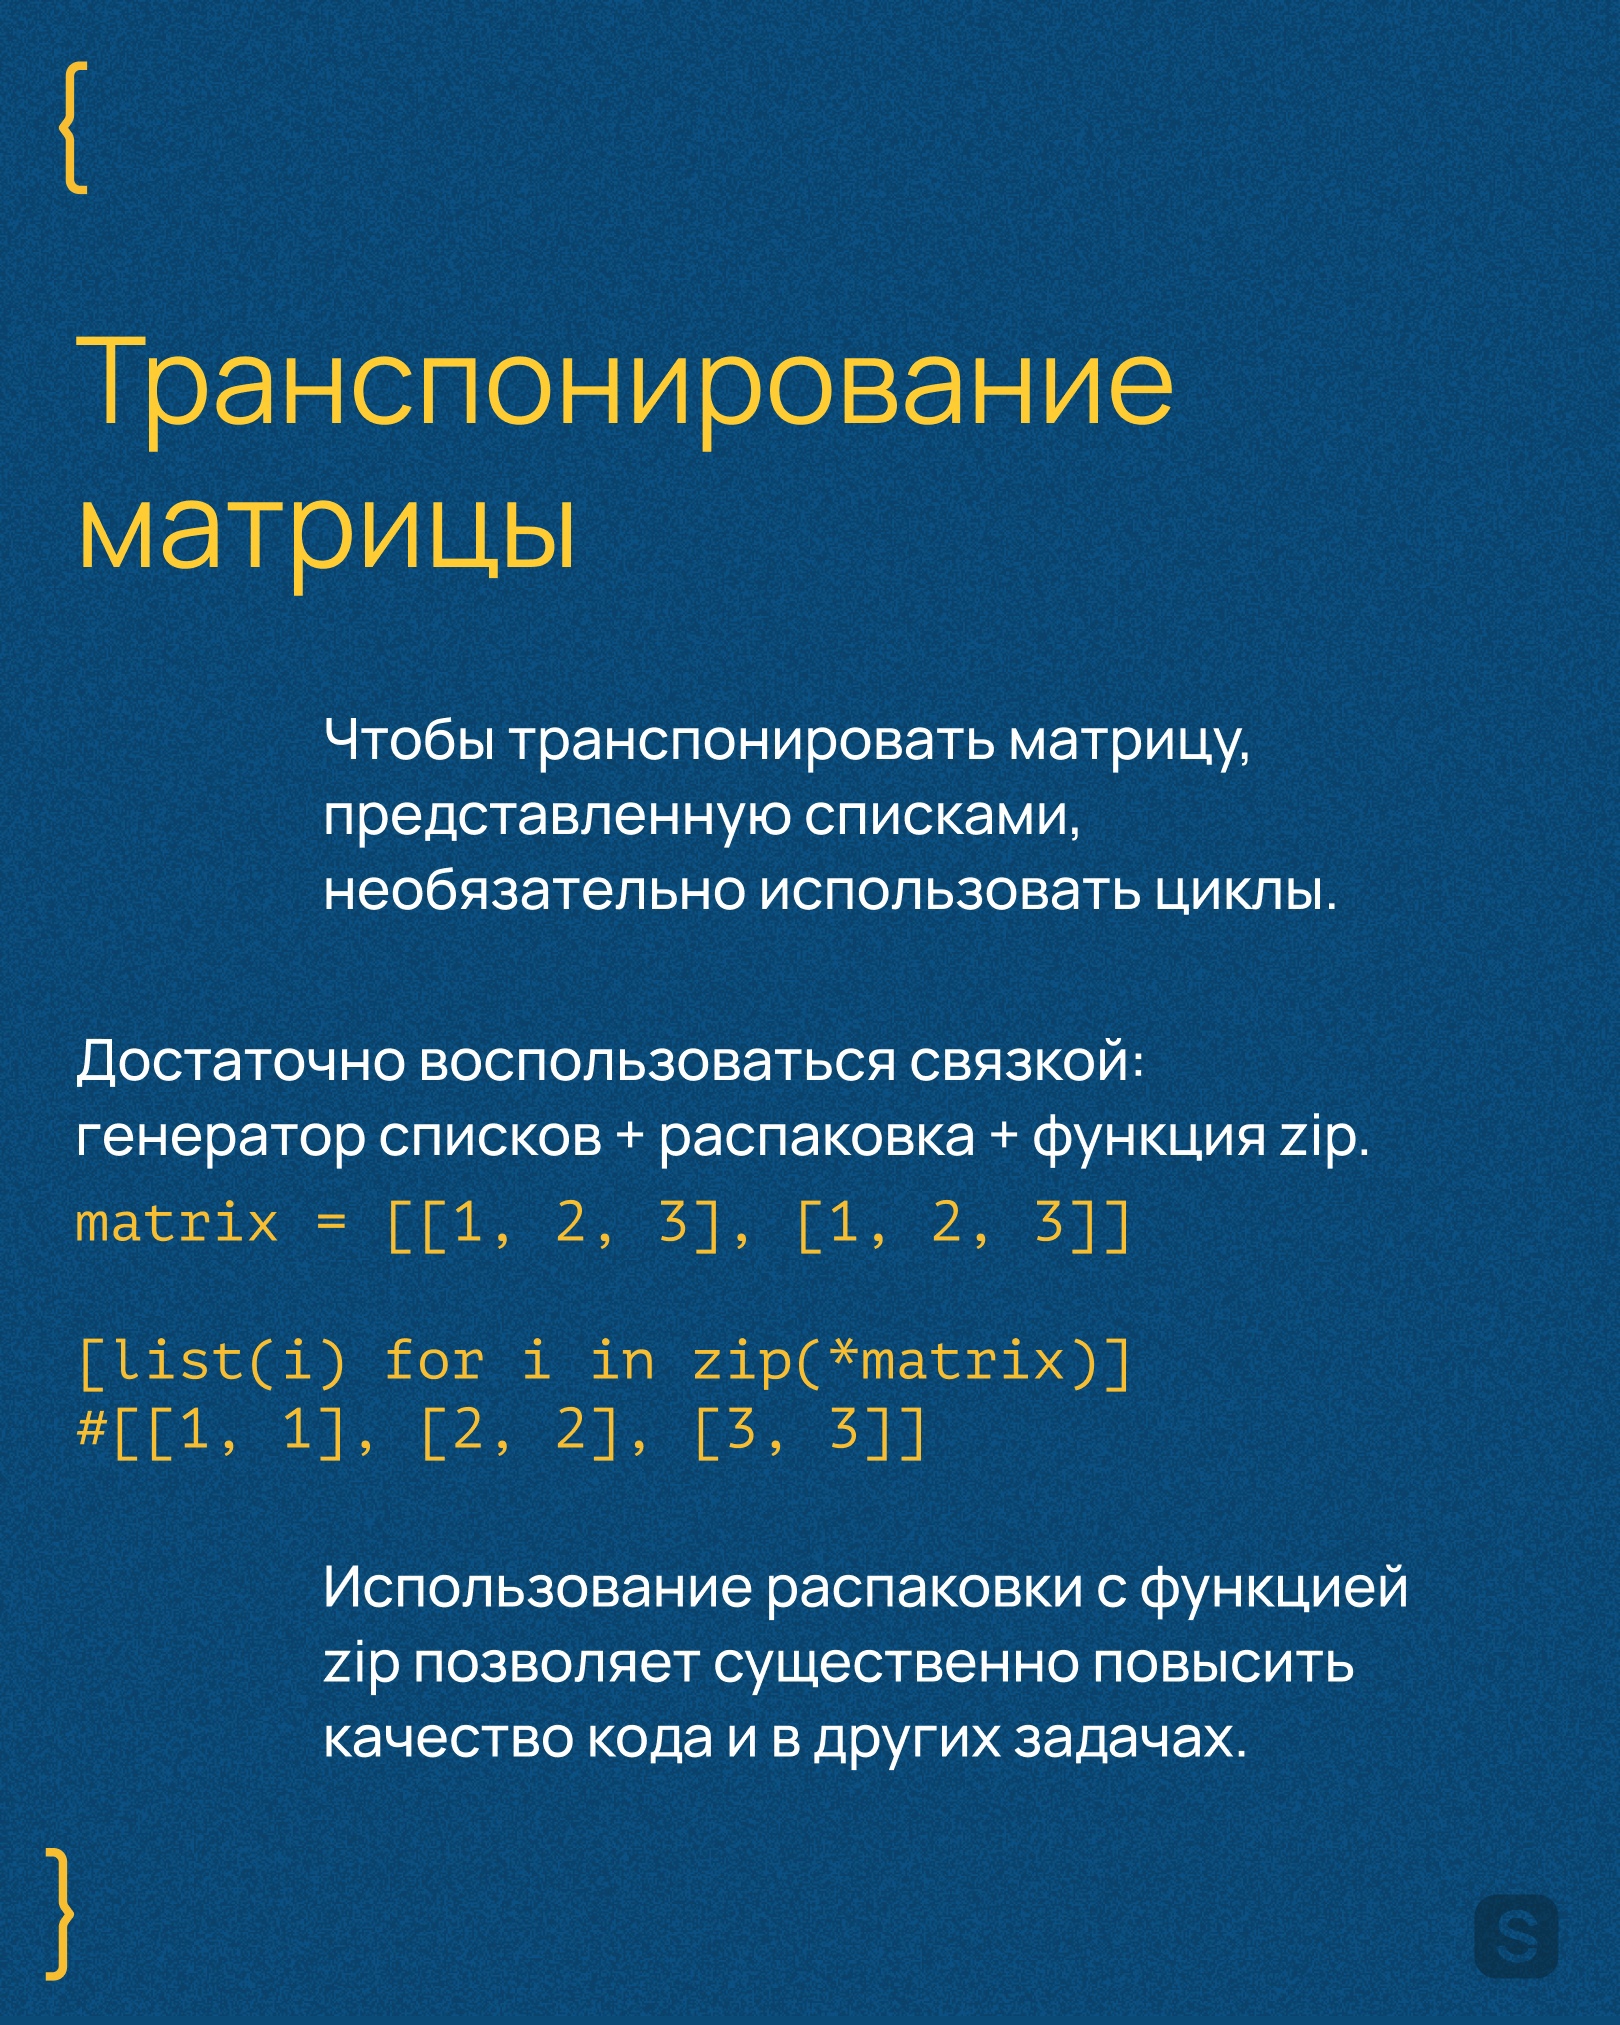 {
Транспонирование
матрицы
Чтобы транспонировать матрицу,
представленную списками,
необязательно использовать циклы.
Достаточно воспользоваться связкой:
генератор списков + распаковка + функция zip.
matrix = [[1, 2, 3], [1, 2, 3]]
[list(i) for i in zip(*matrix)]
#[[1, 1], [2, 2], [3, 3]]
Использование распаковки с функцией
zip позволяет существенно повысить
качество кода и в других задачах.
}
S